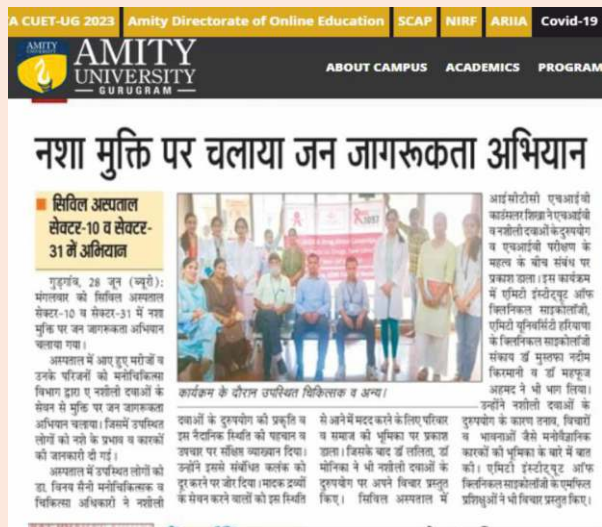 A CUET-UG 2023 Amity Directorate of Online Education SCAP NIRF ARIIA Covid-19
AMITY
UNIVERSITY
AMITY
UNIVERSITY
GURUGRAM
ABOUT CAMPUS ACADEMICS PROGRAM
नशा मुक्ति पर चलाया जन जागरूकता अभियान
सिविल अस्पताल
सेक्टर-10 व सेक्टर-
31 में अभियान
गुड़गांव, 28 जून (ब्यूरो):
मंगलवार को सिविल अस्पताल
सेक्टर-10 व सेक्टर-31 में नशा
मुक्ति पर जन जागरूकता अभियान
चलाया गया।
अस्पताल में आए हुए मरीजों व
उनके परिजनों को मनोचिकित्सा
विभाग द्वारा ए नशीली दवाओं के
सेवन से मुक्ति पर जन जागरूकता
अभियान चलाया। जिसमें उपस्थित
लोगों को नशे के प्रभाव व कारकों
की जानकारी दी गई।
अस्पताल में उपस्थित लोगों को
डा. विनय सैनी मनोचिकित्सक व
चिकित्सा अधिकारी ने नशीली
1097
कार्यक्रम के दौरान उपस्थित चिकित्सक व अन्य।
दवाओं के दुरुपयोग की प्रकृति व
इस नैदानिक स्थिति की पहचान व
उपचार पर संक्षिप्त व्याख्यान दिया।
उन्होंने इससे संबंधित कलंक को
दूर करने पर जोर दिया। मादक द्रव्यों
के सेवन करने वालों को इस स्थिति
से आने में मदद करने के लिए परिवार
व समाज की भूमिका पर प्रकाश
डाला। जिसके बाद डॉ ललिता, डॉ
मोनिका ने भी नशीली दवाओं के
दुरुपयोग पर अपने विचार प्रस्तुत
किए। सिविल अस्पताल में
आईसीटीसी एचआईवी
काउंसलर शिखा ने एचआईवी
व नशीली दवाओं के दुरुपयोग
व एचआईवी परीक्षण के
महत्व के बीच संबंध पर
प्रकाश डाला। इस कार्यक्रम
में एमिटी इंस्टीट्यूट ऑफ
क्लिनिकल साइकोलॉजी,
एमिटी यूनिवर्सिटी हरियाणा
के क्लिनिकल साइकोलॉजी
संकाय डॉ मुस्तफा नदीम
किरमानी व डॉ महफूज
अहमद ने भी भाग लिया।
उन्होंने नशीली दवाओं के
दुरुपयोग के कारण तनाव, विचारों
व भावनाओं जैसे मनोवैज्ञानिक
कारकों की भूमिका के बारे में बात
की। एमिटी इंस्टीट्यूट ऑफ
क्लिनिकल साइकोलॉजी के एमफिल
प्रशिक्षुओं ने भी विचार प्रस्तुत किए।